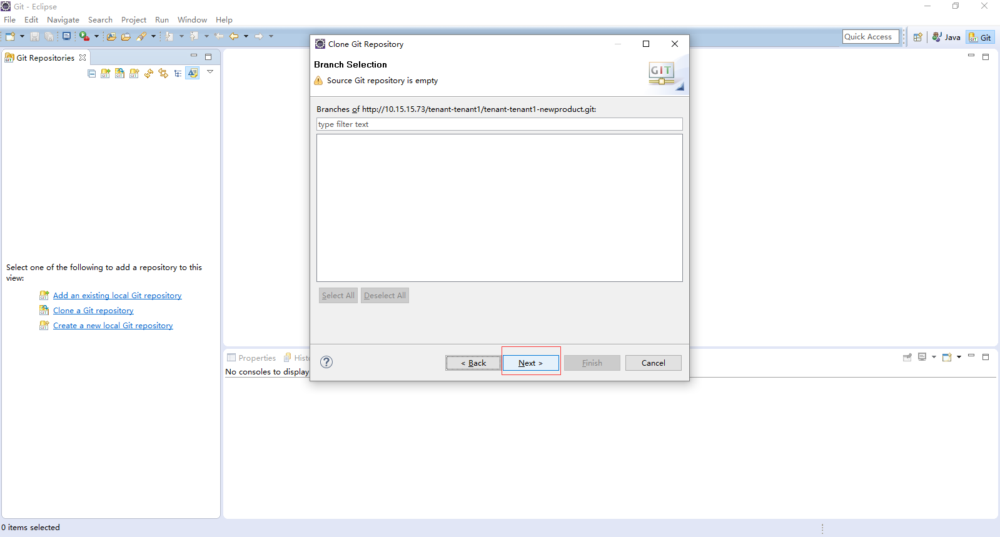 Git - Eclipse
File Edit Navigate Search Project Run Window Help
Quick Access
Java
Git
Git Repositories
Select one of the following to add a repository to this
view:
Add an existing local Git repository
Clone a Git repository
Create a new local Git repository
Clone Git Repository
Branch Selection
Source Git repository is empty
GIT
Branches of http://10.15.15.73/tenant-tenant1/tenant-tenant1-newproduct.git:
type filter text
Select All Deselect All
< Back Next > Finish Cancel
Properties Histo
No consoles to display
0 items selected